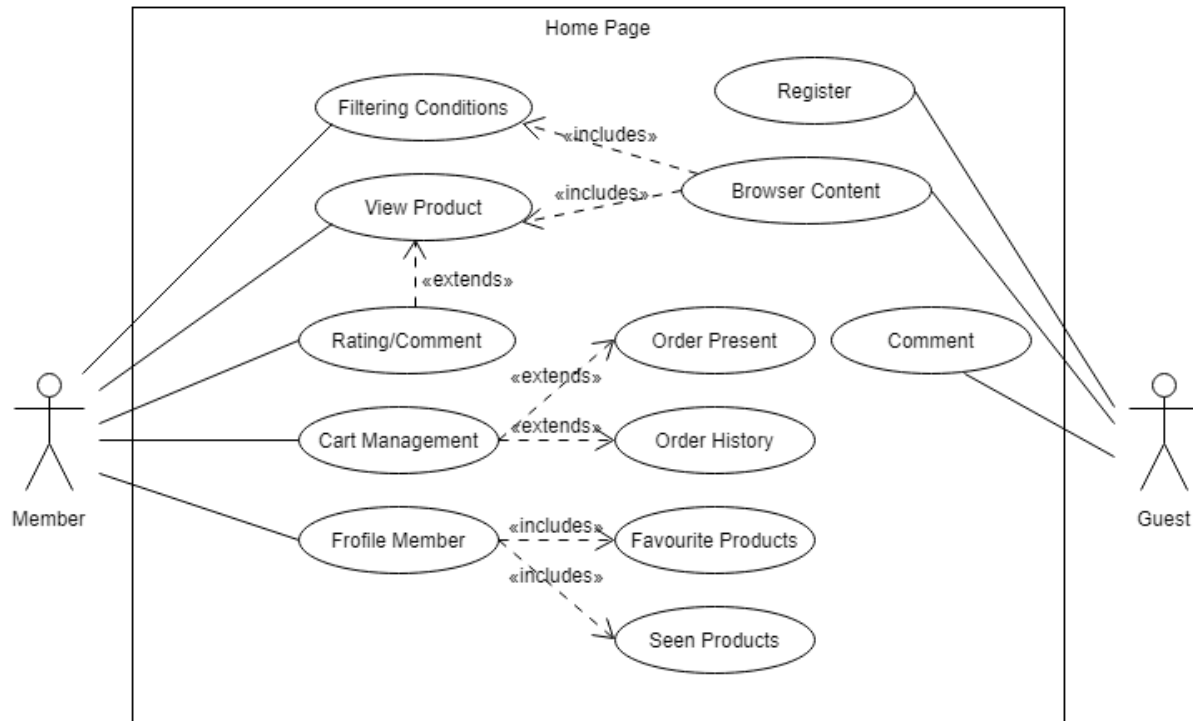 Home Page
Filtering Conditions
Register
«includes»
View Product
«includes»
Browser Content
«extends»
Rating/Comment
Order Present
Comment
«extends»
Cart Management
«extends»
Order History
Member
Guest
Frofile Member
«includes»
Favourite Products
«includes»
Seen Products